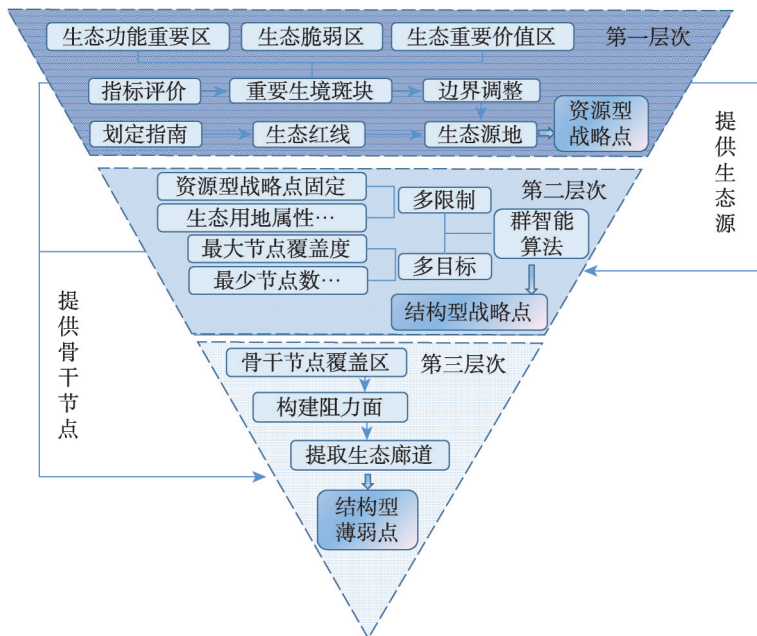 生态功能重要区 生态脆弱区 生态重要价值区 第一层次
指标评价 重要生境斑块 边界调整
划定指南 生态红线 生态源地
资源型
战略点
提供生态源
资源型战略点固定
生态用地属性…
最大节点覆盖度
最少节点数…
多限制
多目标
第二层次
群智能
算法
结构型战略点
提供骨干节点
骨干节点覆盖区 第三层次
构建阻力面
提取生态廊道
结构型
薄弱点